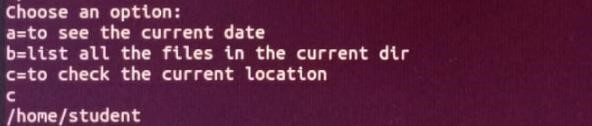 Choose an option:
a=to see the current date
b=list all the files in the current dir
c=to check the current location
c
/home/student